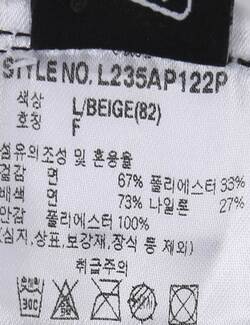 STYLE NO. L235AP122P
색상 L/BEIGE(82)
호칭 F
섬유의 조성 및 혼용율
겉감 면 67% 폴리에스터 33%
배색 면 73% 나일론 27%
안감 폴리에스터 100%
(심지, 상표, 보강재, 장식 등 제외)
취급주의
30C